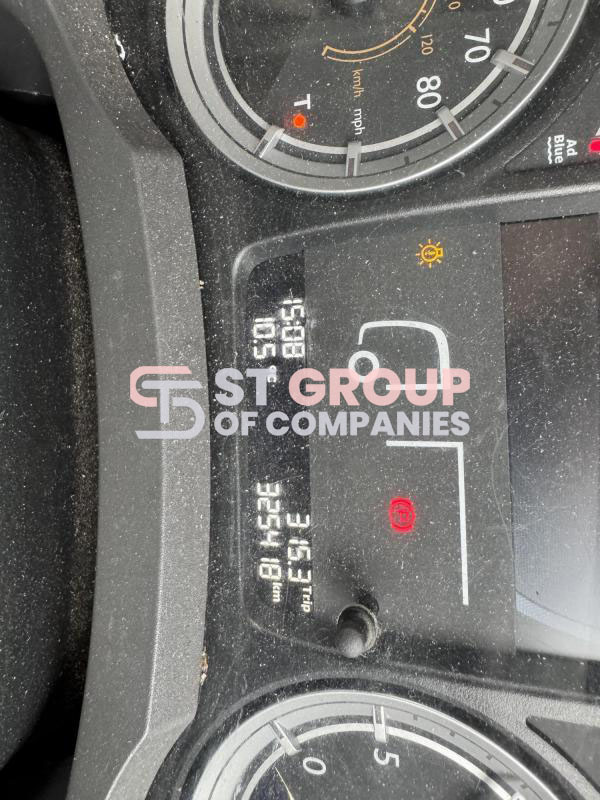 120
km/h
70
80
mph
T
Ad
Blue
15:08
10.5 °C
ST GROUP
OF COMPANIES
315.3 Trip
325418 km
P
0
5